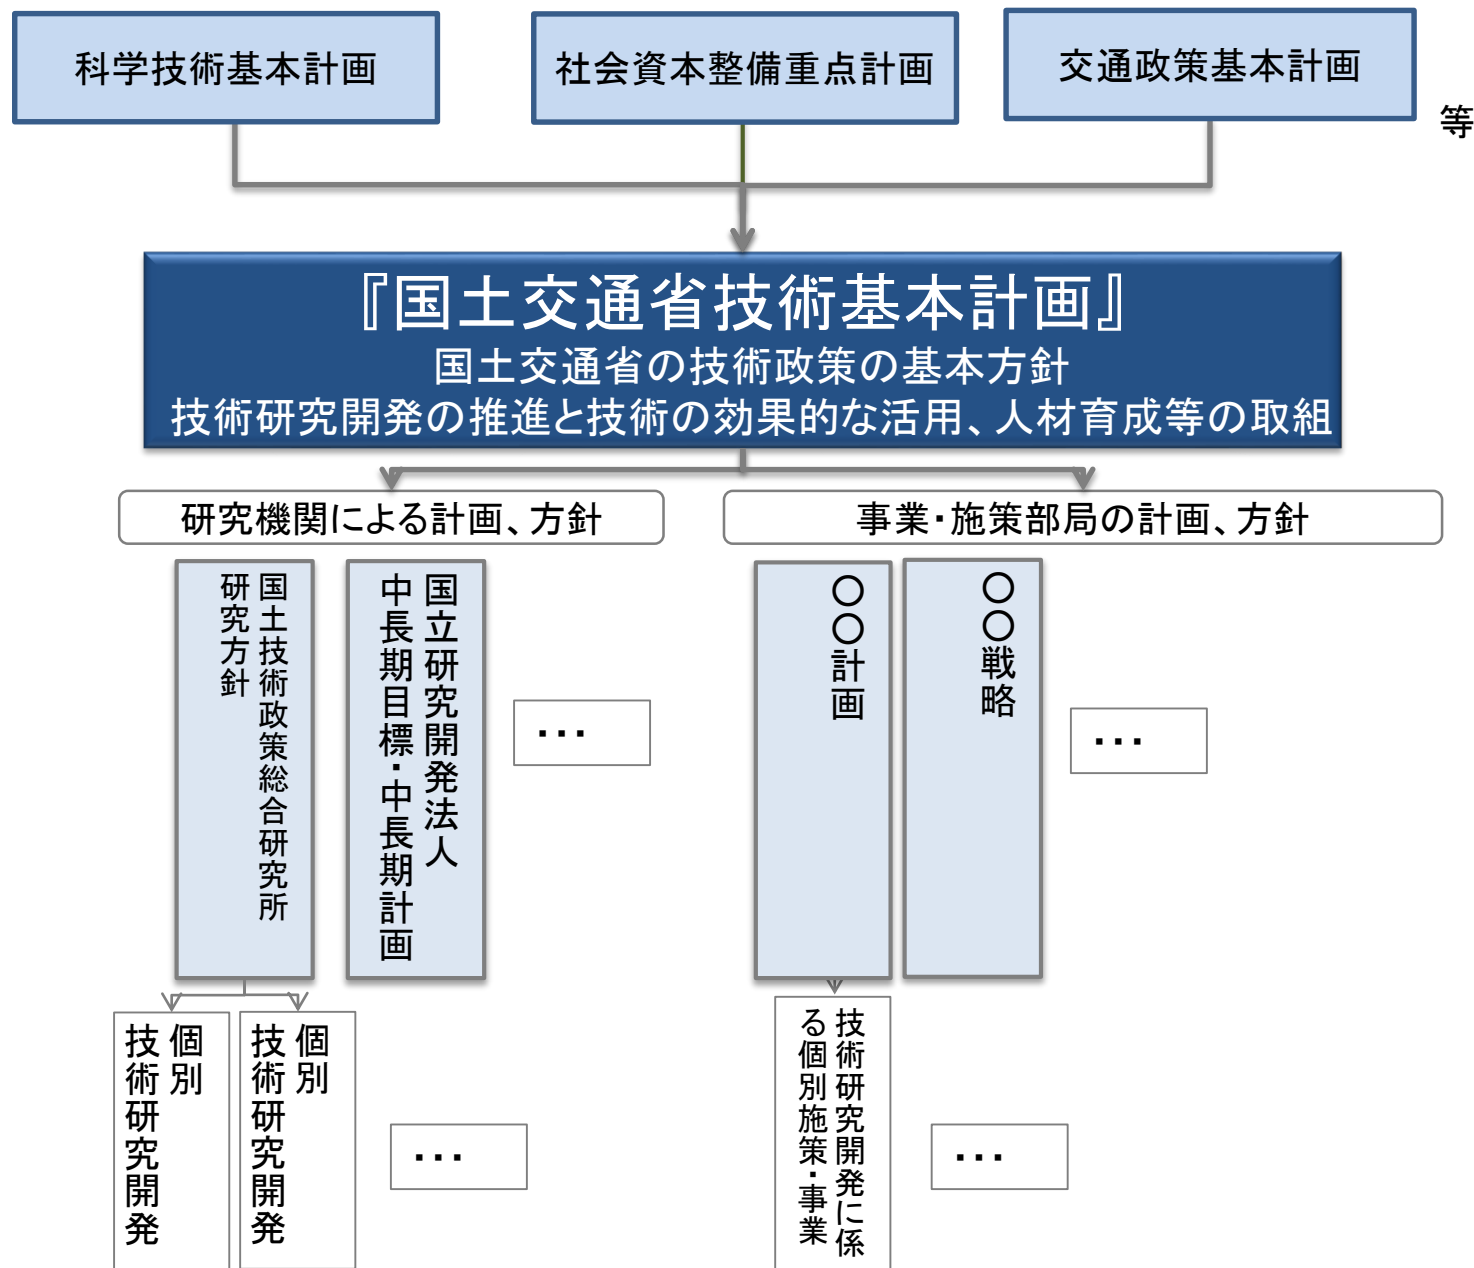 科学技術基本計画
社会資本整備重点計画
交通政策基本計画
等
『国土交通省技術基本計画』
国土交通省の技術政策の基本方針
技術研究開発の推進と技術の効果的な活用、人材育成等の取組
研究機関による計画、方針
事業・施策部局の計画、方針
国土技術政策総合研究所
研究方針
国立研究開発法人
中長期目標・中長期計画
・・・
〇〇計画
〇〇戦略
・・・
個別
技術研究開発
個別
技術研究開発
・・・
技術研究開発に係
る個別施策・事業
・・・